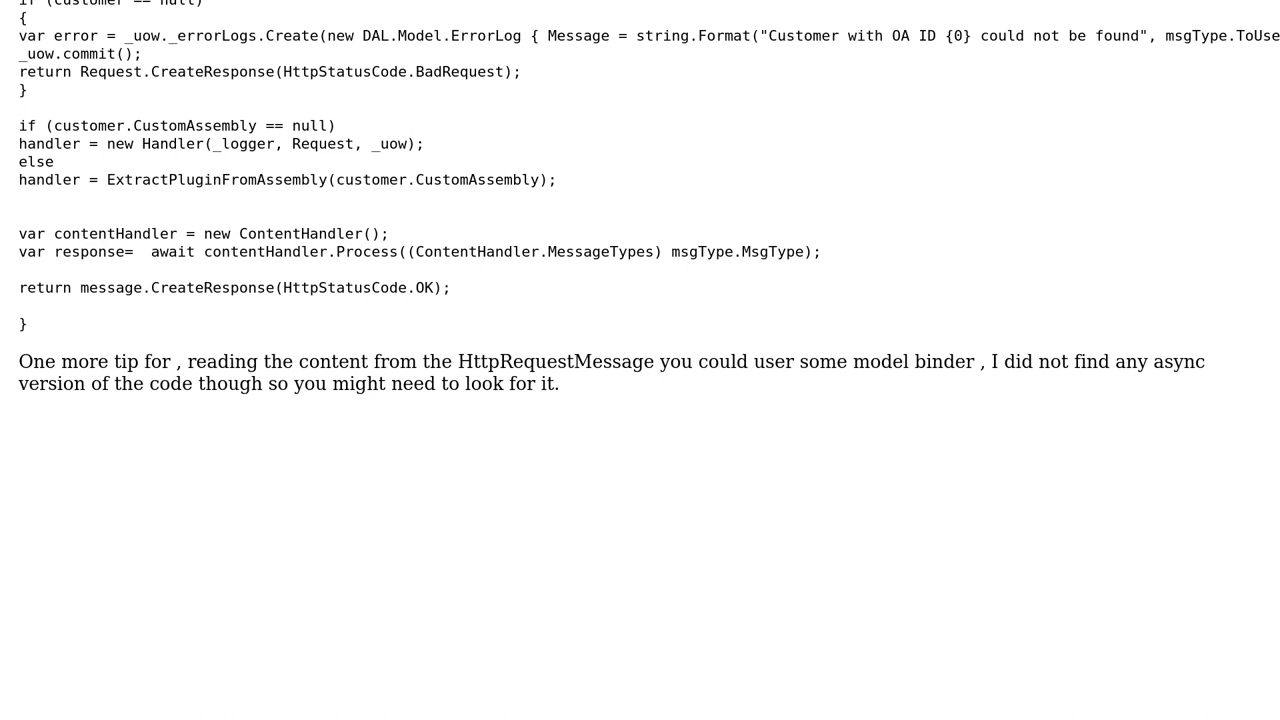 if (customer == null)
{
var error = _uow._errorLogs.Create(new DAL.Model.ErrorLog { Message = string.Format("Customer with OA ID {0} could not be found", msgType.ToUse
_uow.commit();
return Request.CreateResponse(HttpStatusCode.BadRequest);
}
if (customer.CustomAssembly == null)
handler = new Handler(_logger, Request, _uow);
else
handler = ExtractPluginFromAssembly(customer.CustomAssembly);
var contentHandler = new ContentHandler();
var response=  await contentHandler.Process((ContentHandler.MessageTypes) msgType.MsgType);
return message.CreateResponse(HttpStatusCode.OK);
}
One more tip for , reading the content from the HttpRequestMessage you could user some model binder , I did not find any async
version of the code though so you might need to look for it.